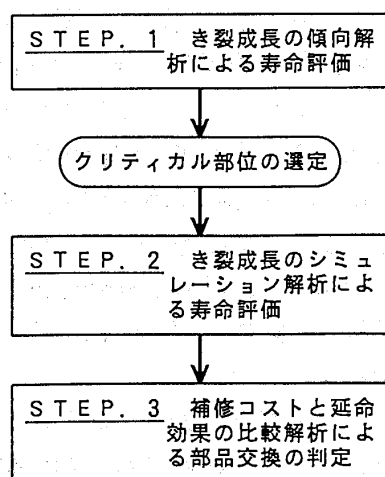 ＳＴＥＰ．１ き裂成長の傾向解
析による寿命評価
クリティカル部位の選定
ＳＴＥＰ．２ き裂成長のシミュ
レーション解析によ
る寿命評価
ＳＴＥＰ．３ 補修コストと延命
効果の比較解析によ
る部品交換の判定